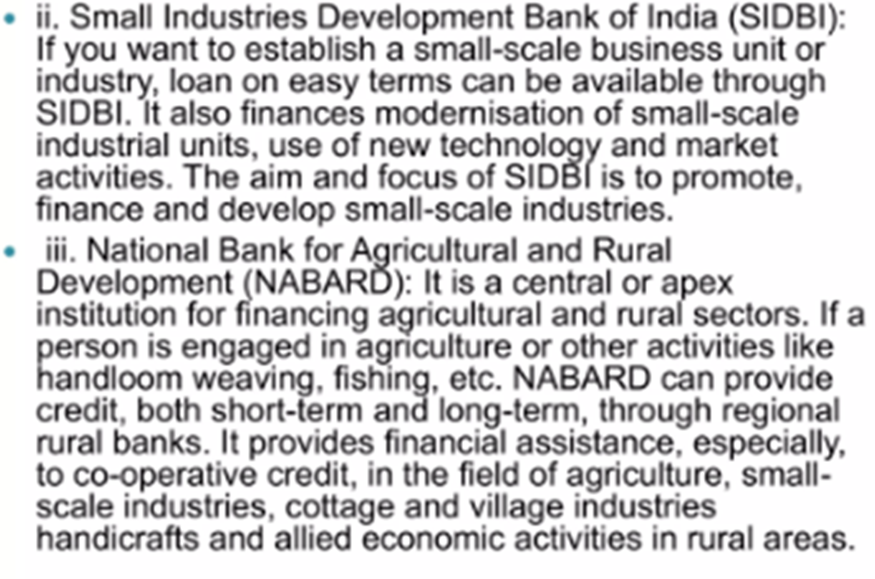 • ii. Small Industries Development Bank of India (SIDBI):
If you want to establish a small-scale business unit or
industry, loan on easy terms can be available through
SIDBI. It also finances modernisation of small-scale
industrial units, use of new technology and market
activities. The aim and focus of SIDBI is to promote,
finance and develop small-scale industries.
• iii. National Bank for Agricultural and Rural
Development (NABARD): It is a central or apex
institution for financing agricultural and rural sectors. If a
person is engaged in agriculture or other activities like
handloom weaving, fishing, etc. NABARD can provide
credit, both short-term and long-term, through regional
rural banks. It provides financial assistance, especially,
to co-operative credit, in the field of agriculture, small-
scale industries, cottage and village industries
handicrafts and allied economic activities in rural areas.